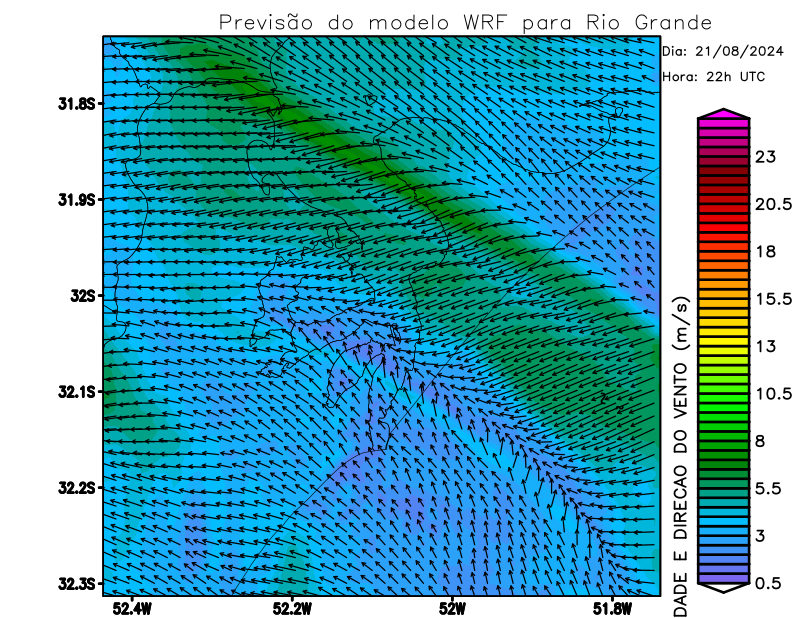 Previsão do modelo WRF para Rio Grande
Dia: 21/08/2024
Hora: 22h UTC
31.8S
31.9S
32S
32.1S
32.2S
32.3S
52.4W
52.2W
52W
51.8W
DADE E DIRECAO DO VENTO (m/s)
23
20.5
18
15.5
13
10.5
8
5.5
3
0.5